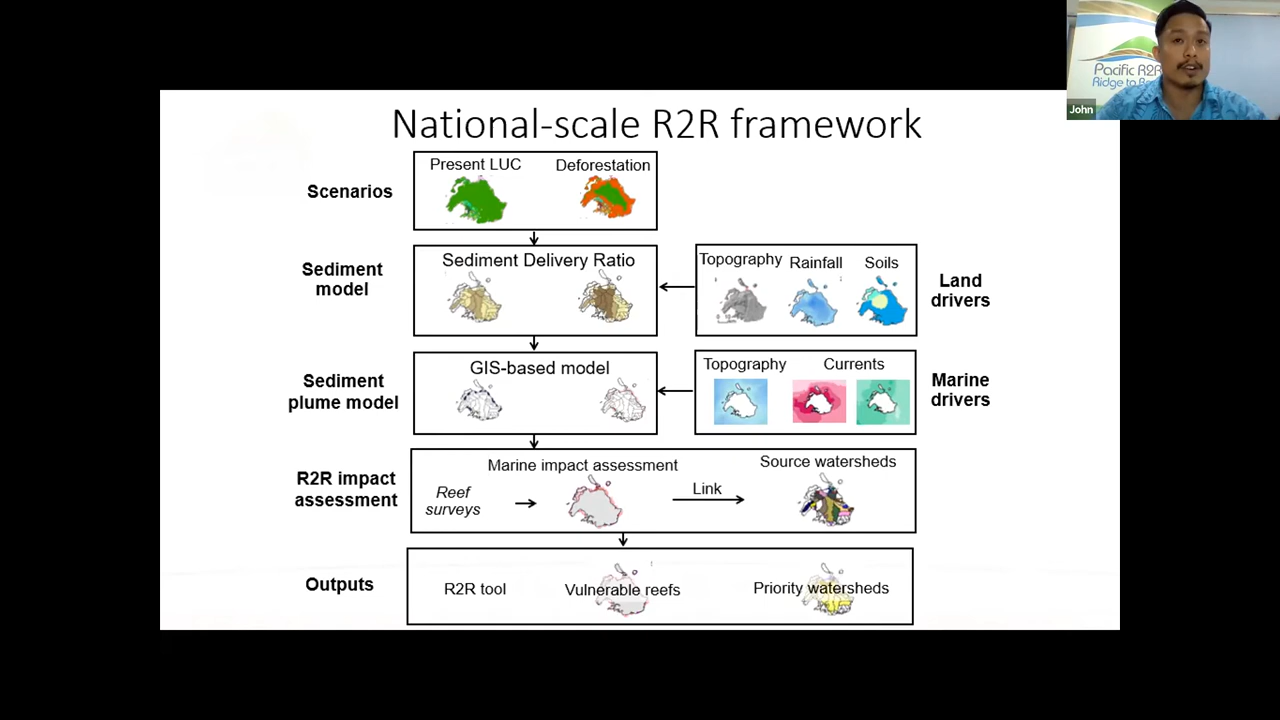 National-scale R2R framework
Scenarios
Present LUC
Deforestation
Sediment
model
Sediment Delivery Ratio
Topography
Rainfall
Soils
Land
drivers
Sediment
plume model
GIS-based model
Topography
Currents
Marine
drivers
R2R impact
assessment
Reef
surveys
Marine impact assessment
Link
Source watersheds
Outputs
R2R tool
Vulnerable reefs
Priority watersheds
Pacific R2R
Ridge to
John